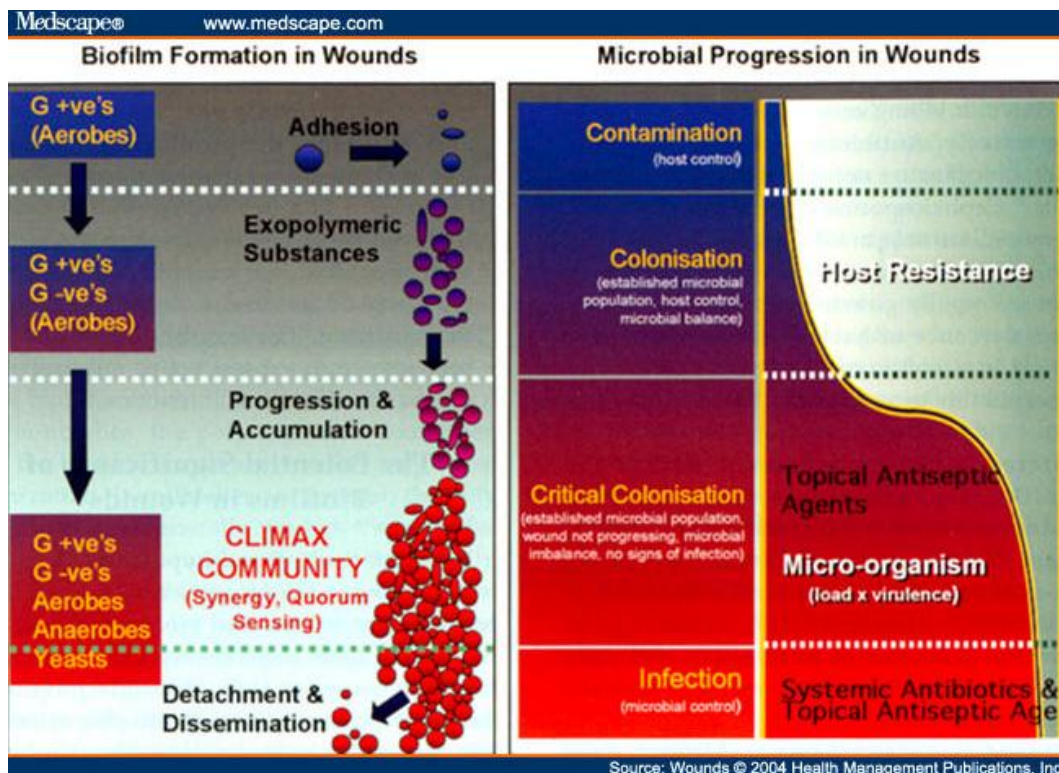 Medscape® www.medscape.com
Biofilm Formation in Wounds
G +ve's
(Aerobes)
Adhesion
Exopolymeric
Substances
G +ve's
G -ve's
(Aerobes)
Progression &
Accumulation
G +ve's
G -ve's
Aerobes
Anaerobes
Yeasts
CLIMAX
COMMUNITY
(Synergy, Quorum
Sensing)
Detachment &
Dissemination
Microbial Progression in Wounds
Contamination
(host control)
Colonisation
(established microbial
population, host control,
microbial balance)
Host Resistance
Critical Colonisation
(established microbial population,
wound not progressing, microbial
imbalance, no signs of infection)
Topical Antiseptic
Agents
Micro-organism
(load x virulence)
Infection
(microbial control)
Systemic Antibiotics &
Topical Antiseptic Age
Source: Wounds © 2004 Health Management Publications, Inc